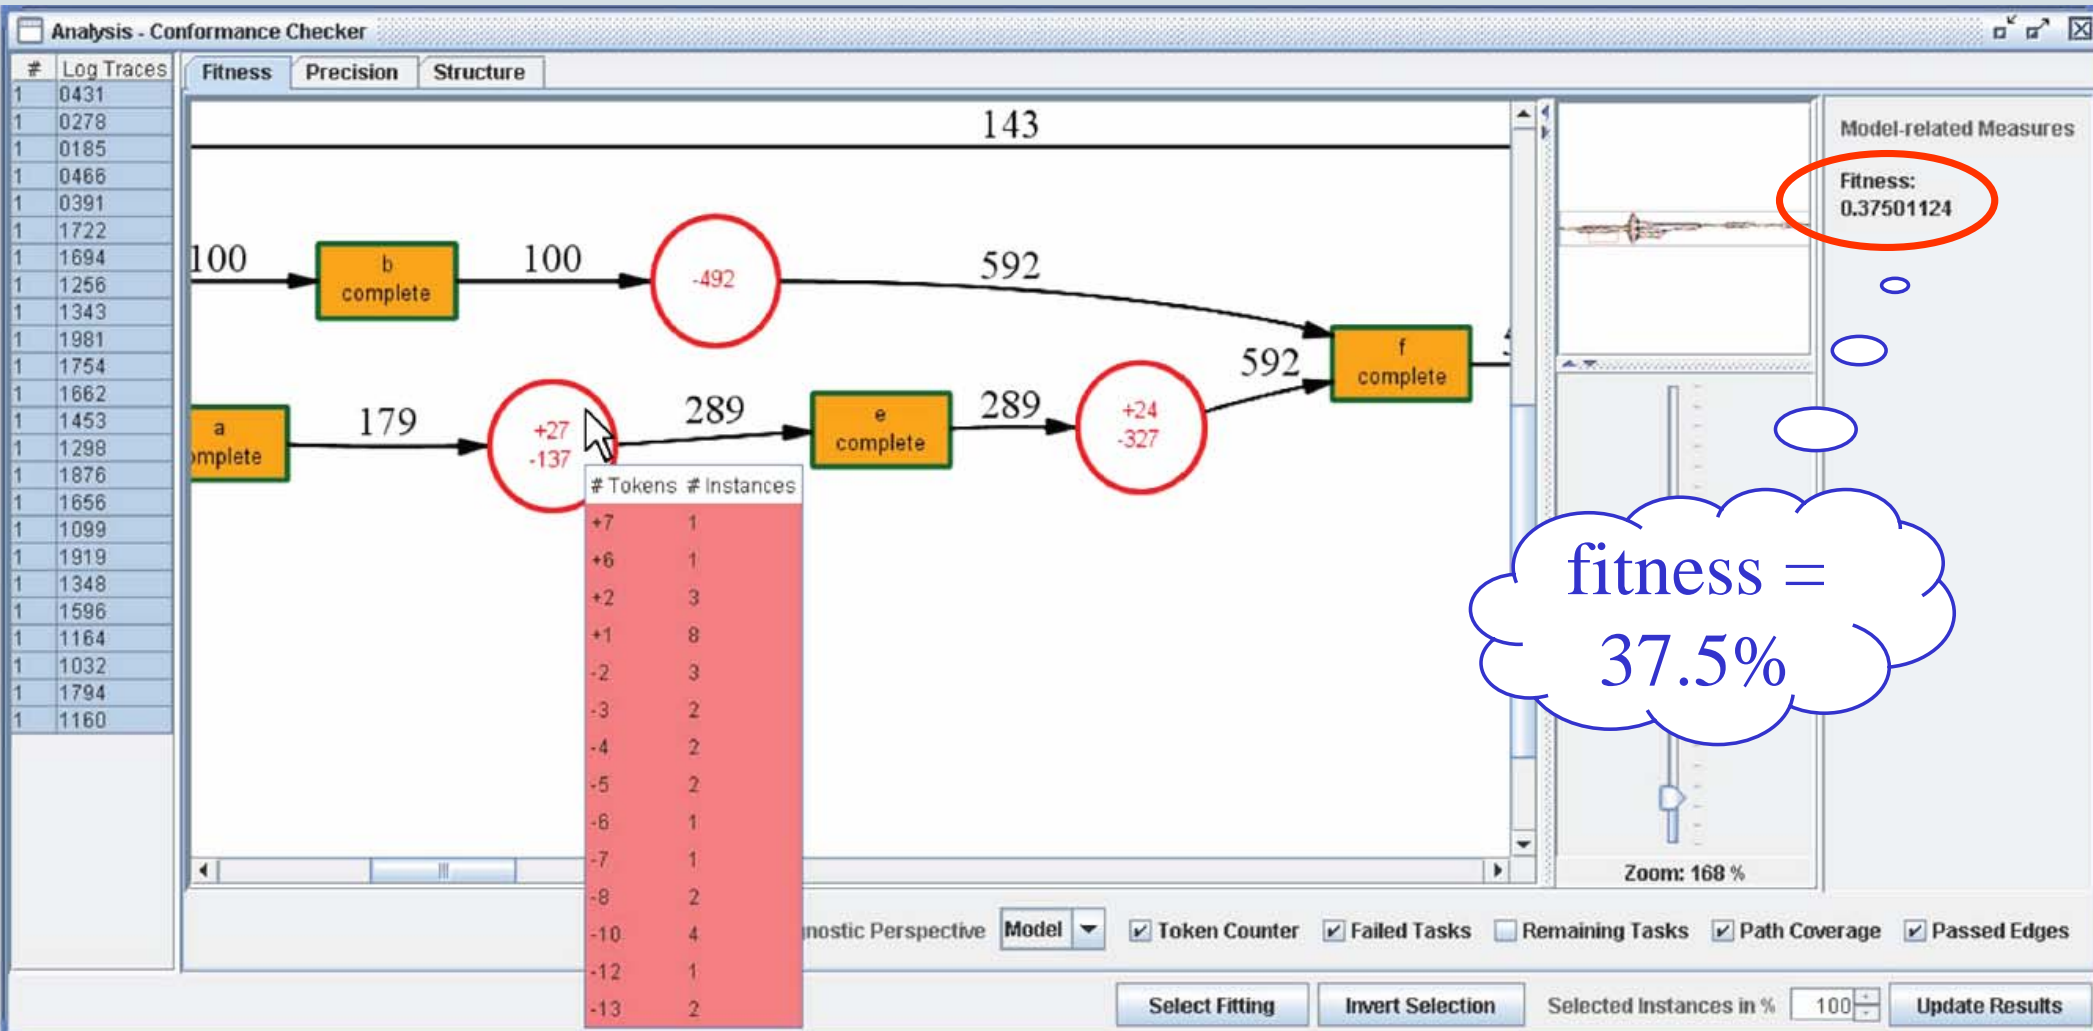 Analysis - Conformance Checker
# Log Traces
1 0431
1 0278
1 0185
1 0466
1 0391
1 1722
1 1694
1 1256
1 1343
1 1981
1 1754
1 1662
1 1453
1 1298
1 1876
1 1656
1 1099
1 1919
1 1348
1 1596
1 1164
1 1032
1 1794
1 1160
Fitness Precision Structure
143
100
b
complete
100
-492
592
f
complete
a
omplete
179
+27
-137
289
e
complete
289
+24
-327
592
# Tokens # Instances
+7 1
+6 1
+2 3
+1 8
-2 3
-3 2
-4 2
-5 2
-6 1
-7 1
-8 2
-10 4
-12 1
-13 2
Model-related Measures
Fitness:
0.37501124
fitness =
37.5%
Zoom: 168 %
gnostic Perspective Model Token Counter Failed Tasks Remaining Tasks Path Coverage Passed Edges
Select Fitting Invert Selection Selected Instances in % 100 Update Results